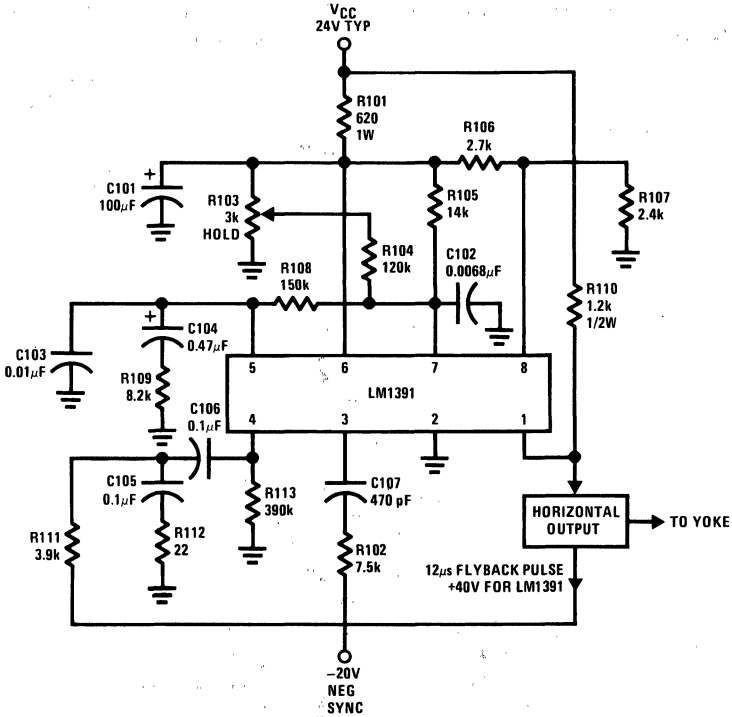 VCC
24V TYP
R101
620
1W
R106
2.7k
C101
100μF
+
R103
3k
HOLD
R105
14k
R107
2.4k
R104
120k
C102
0.0068μF
R108
150k
R110
1.2k
1/2W
+
C104
0.47μF
C103
0.01μF
R109
8.2k
5
6
7
8
LM1391
4
3
2
1
C106
0.1μF
C105
0.1μF
R113
390k
C107
470 pF
HORIZONTAL
OUTPUT
TO YOKE
R111
3.9k
R112
22
R102
7.5k
12μs FLYBACK PULSE
+40V FOR LM1391
−20V
NEG
SYNC